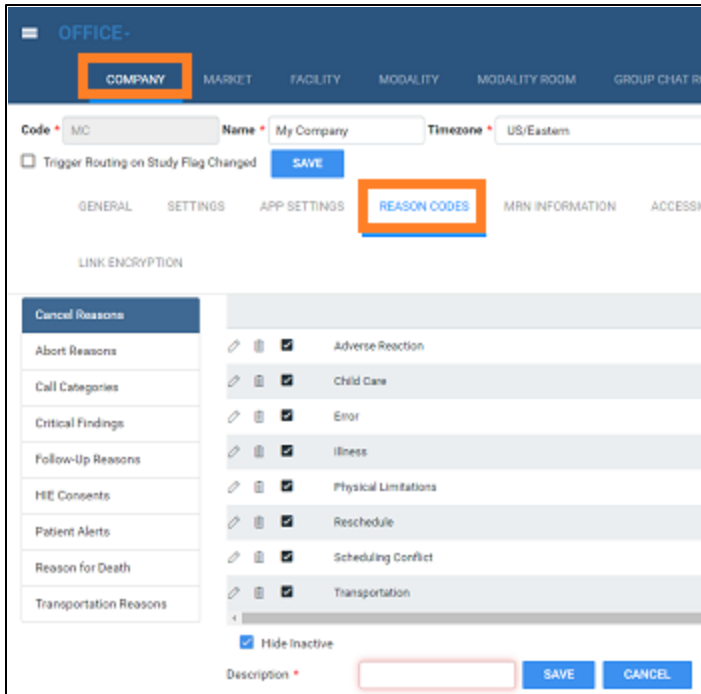 OFFICE-
COMPANY MARKET FACILITY MODALITY MODALITY ROOM GROUP CHAT R
Code * MC Name * My Company Timezone * US/Eastern
Trigger Routing on Study Flag Changed SAVE
GENERAL SETTINGS APP SETTINGS REASON CODES MRN INFORMATION ACCESSI
LINK ENCRYPTION
Cancel Reasons
Abort Reasons Adverse Reaction
Call Categories Child Care
Critical Findings Error
Follow-Up Reasons Illness
HIE Consents Physical Limitations
Patient Alerts Reschedule
Reason for Death Scheduling Conflict
Transportation Reasons Transportation
Hide Inactive
Description * SAVE CANCEL